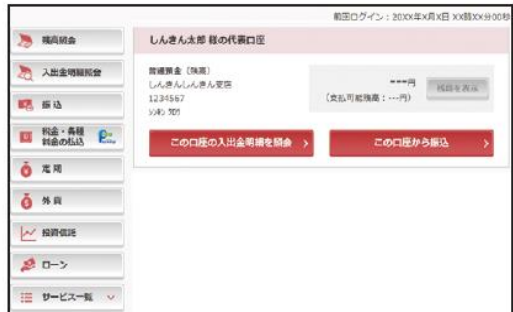 前回ログイン：20XX年X月X日 XX時XX分00秒
残高照会
入出金明細照会
振込
税金・各種
料金の払込
定期
外貨
投資信託
ローン
サービス一覧
しんきん太郎 様の代表口座
普通預金（残高）
しんきんしんきん支店
1234567
ｼﾝｷﾝ ﾀﾛｳ
***円
（支払可能残高：---円）
残高を表示
この口座の入出金明細を照会
この口座から振込